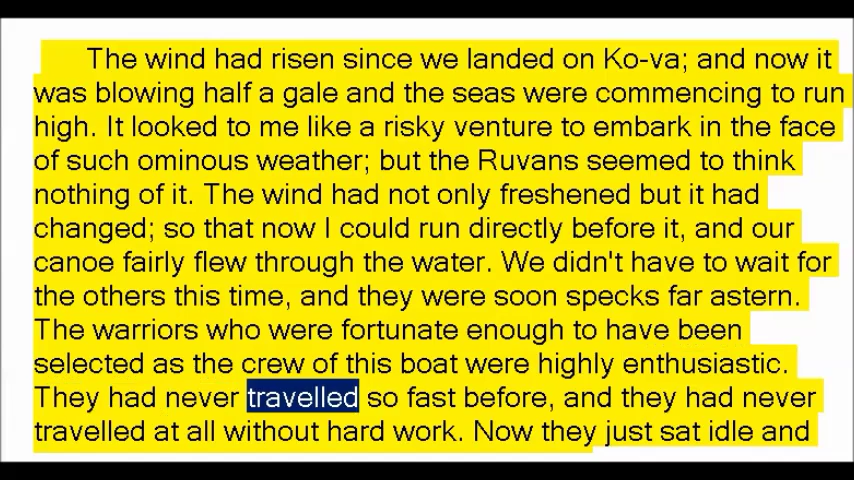 The wind had risen since we landed on Ko-va; and now it
was blowing half a gale and the seas were commencing to run
high. It looked to me like a risky venture to embark in the face
of such ominous weather; but the Ruvans seemed to think
nothing of it. The wind had not only freshened but it had
changed; so that now I could run directly before it, and our
canoe fairly flew through the water. We didn't have to wait for
the others this time, and they were soon specks far astern.
The warriors who were fortunate enough to have been
selected as the crew of this boat were highly enthusiastic.
They had never travelled so fast before, and they had never
travelled at all without hard work. Now they just sat idle and